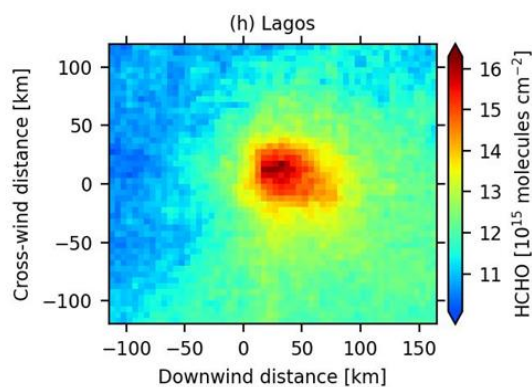 (h) Lagos
Cross-wind distance [km]
100
50
0
−50
−100
−100 −50 0 50 100 150
Downwind distance [km]
16
15
14
13
12
11
HCHO [10¹⁵ molecules cm⁻²]